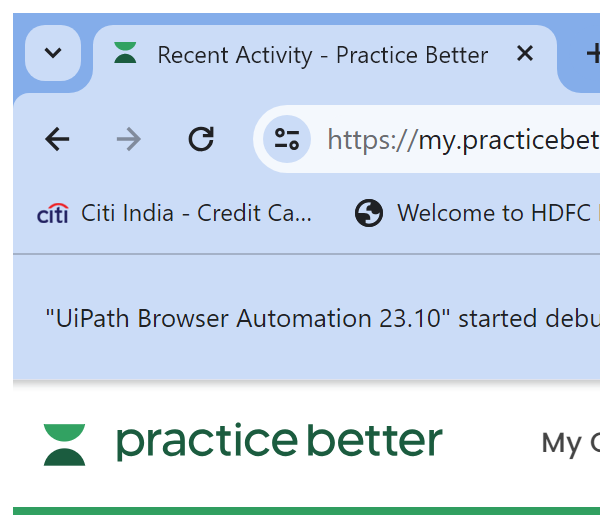 Recent Activity - Practice Better
https://my.practicebet
citi Citi India - Credit Ca... Welcome to HDFC
"UiPath Browser Automation 23.10" started debu
practice better My